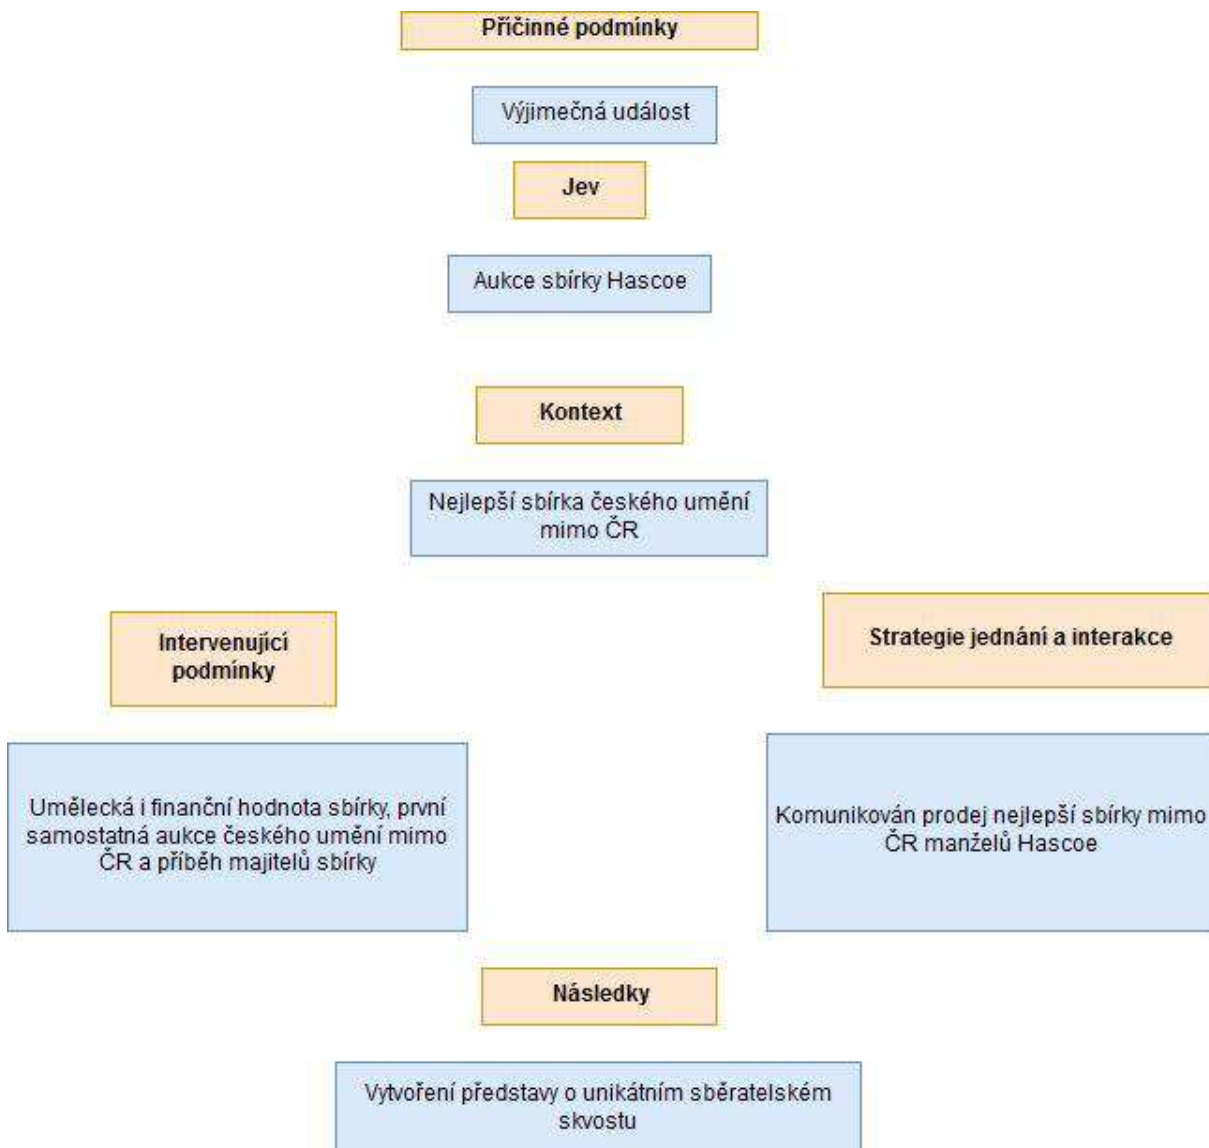 Příčinné podmínky
Výjimečná událost
Jev
Aukce sbírky Hascoe
Kontext
Nejlepší sbírka českého umění
mimo ČR
Intervenující
podmínky
Strategie jednání a interakce
Umělecká i finanční hodnota sbírky, první
samostatná aukce českého umění mimo
ČR a příběh majitelů sbírky
Komunikován prodej nejlepší sbírky mimo
ČR manželů Hascoe
Následky
Vytvoření představy o unikátním sběratelském
skvostu